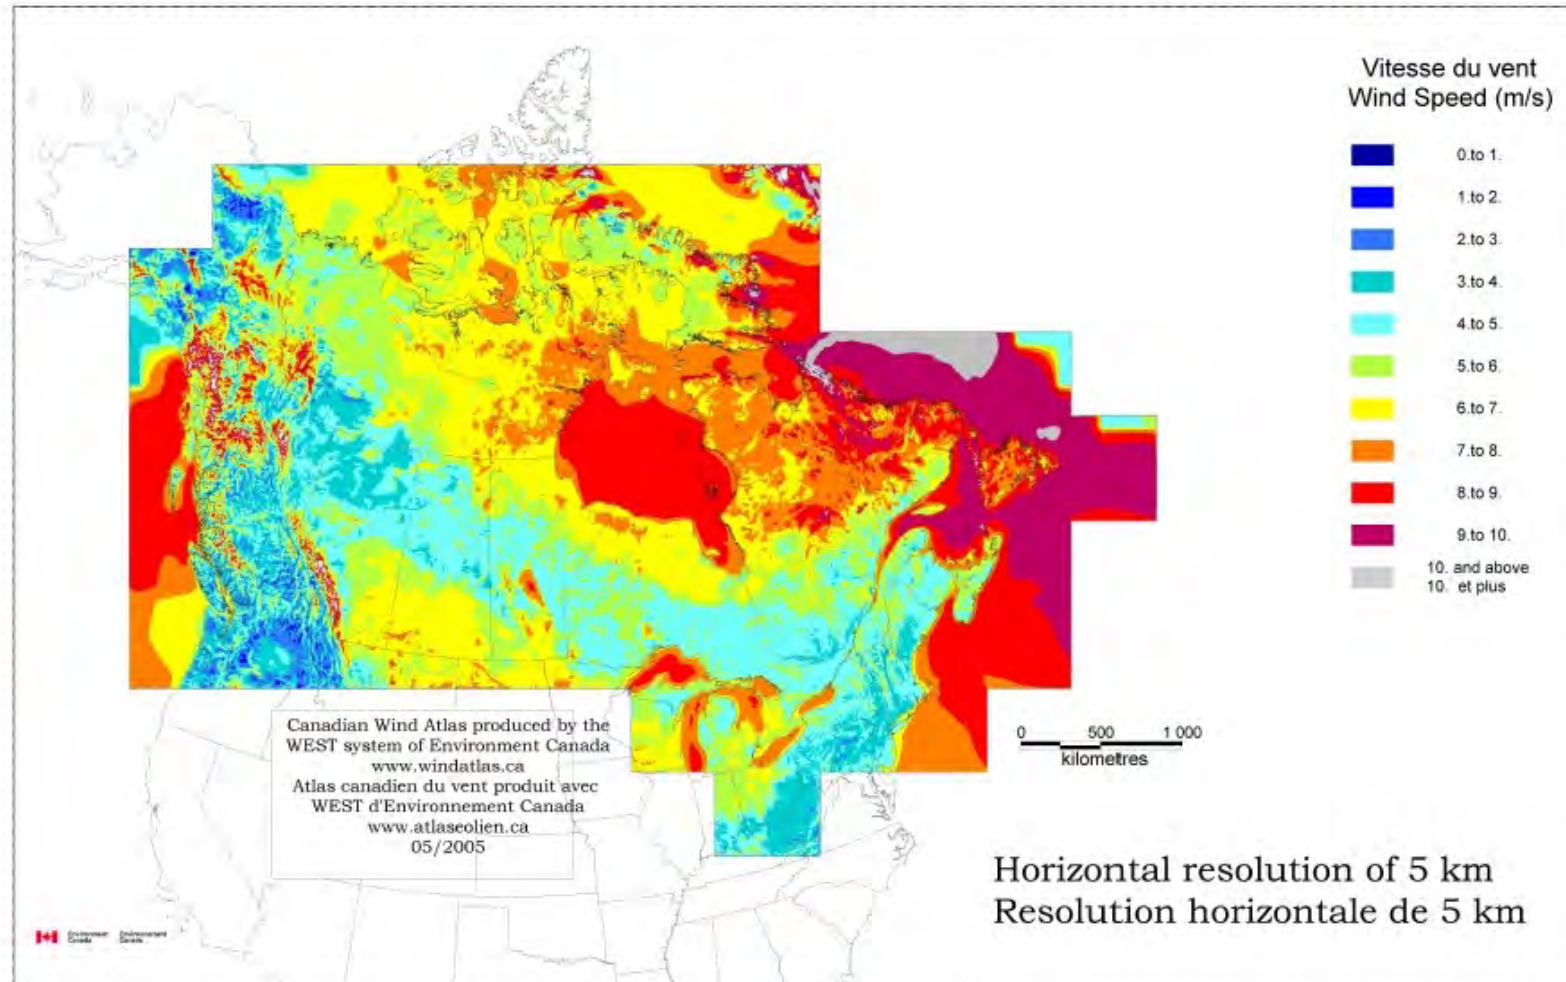 Vitesse du vent
Wind Speed (m/s)
0.to 1.
1.to 2.
2.to 3.
3.to 4.
4.to 5.
5.to 6.
6.to 7.
7.to 8.
8.to 9.
9.to 10.
10. and above
10. et plus
Canadian Wind Atlas produced by the
WEST system of Environment Canada
www.windatlas.ca
Atlas canadien du vent produit avec
WEST d'Environnement Canada
www.atlaseolien.ca
05/2005
0 500 1 000
kilometres
Horizontal resolution of 5 km
Resolution horizontale de 5 km
Environment Environnement
Canada Canada